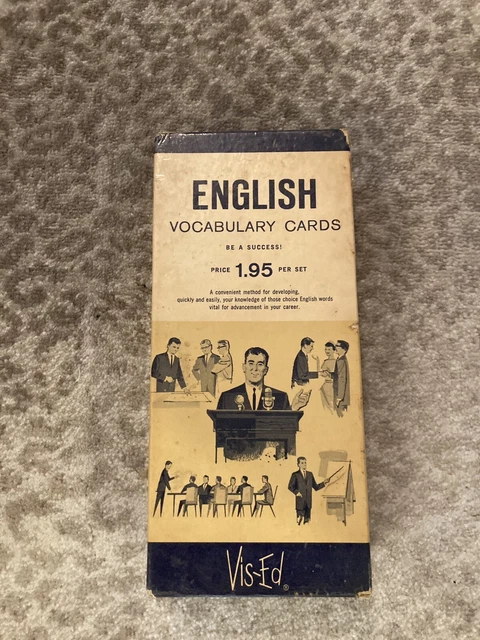 ENGLISH
VOCABULARY CARDS
BE A SUCCESS!
PRICE 1.95 PER SET
A convenient method for developing,
quickly and easily, your knowledge of those choice English words
vital for advancement in your career.
Vis-Ed®